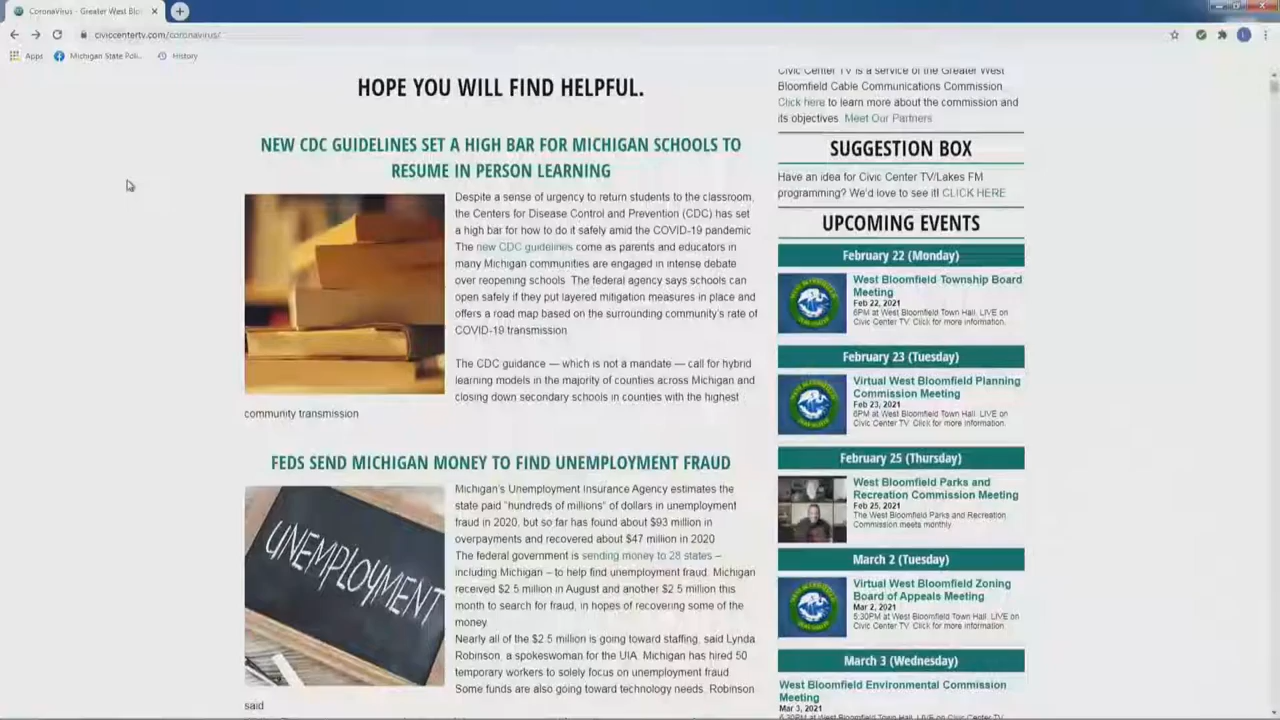 CoronaVirus - Greater West Blo
civiccentertv.com/coronavirus/
Apps
Michigan State Poli...
History
HOPE YOU WILL FIND HELPFUL.
NEW CDC GUIDELINES SET A HIGH BAR FOR MICHIGAN SCHOOLS TO
RESUME IN PERSON LEARNING
Despite a sense of urgency to return students to the classroom,
the Centers for Disease Control and Prevention (CDC) has set
a high bar for how to do it safely amid the COVID-19 pandemic
The new CDC guidelines come as parents and educators in
many Michigan communities are engaged in intense debate
over reopening schools. The federal agency says schools can
open safely if they put layered mitigation measures in place and
offers a road map based on the surrounding community's rate of
COVID-19 transmission
The CDC guidance — which is not a mandate — call for hybrid
learning models in the majority of counties across Michigan and
closing down secondary schools in counties with the highest
community transmission
FEDS SEND MICHIGAN MONEY TO FIND UNEMPLOYMENT FRAUD
UNEMPLOYMENT
Michigan's Unemployment Insurance Agency estimates the
state paid "hundreds of millions" of dollars in unemployment
fraud in 2020, but so far has found about $93 million in
overpayments and recovered about $47 million in 2020
The federal government is sending money to 28 states –
including Michigan – to help find unemployment fraud. Michigan
received $2.5 million in August and another $2.5 million this
month to search for fraud, in hopes of recovering some of the
money.
Nearly all of the $2.5 million is going toward staffing, said Lynda
Robinson, a spokeswoman for the UIA. Michigan has hired 50
temporary workers to solely focus on unemployment fraud
Some funds are also going toward technology needs. Robinson
said
Civic Center TV is a service of the Greater West
Bloomfield Cable Communications Commission.
Click here to learn more about the commission and
its objectives. Meet Our Partners
SUGGESTION BOX
Have an idea for Civic Center TV/Lakes FM
programming? We'd love to see it! CLICK HERE
UPCOMING EVENTS
February 22 (Monday)
West Bloomfield Township Board
Meeting
Feb 22, 2021
6PM at West Bloomfield Town Hall. LIVE on
Civic Center TV. Click for more information.
February 23 (Tuesday)
Virtual West Bloomfield Planning
Commission Meeting
Feb 23, 2021
6PM at West Bloomfield Town Hall. LIVE on
Civic Center TV. Click for more information.
February 25 (Thursday)
West Bloomfield Parks and
Recreation Commission Meeting
Feb 25, 2021
The West Bloomfield Parks and Recreation
Commission meets monthly.
March 2 (Tuesday)
Virtual West Bloomfield Zoning
Board of Appeals Meeting
Mar 2, 2021
5:30PM at West Bloomfield Town Hall. LIVE on
Civic Center TV. Click for more information.
March 3 (Wednesday)
West Bloomfield Environmental Commission
Meeting
Mar 3, 2021
6:30PM at West Bloomfield Town Hall. LIVE on Civic Center TV.